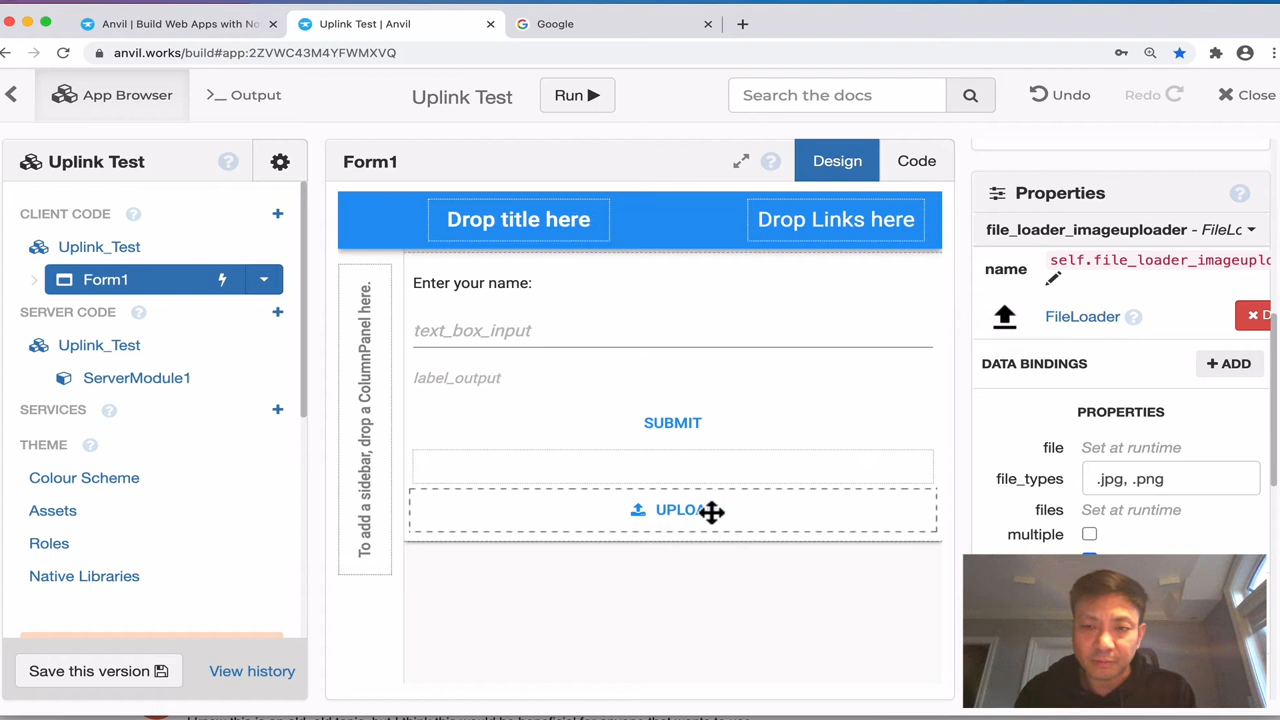 Anvil | Build Web Apps with No
Uplink Test | Anvil
Google
anvil.works/build#app:2ZVWC43M4YFWMXVQ
App Browser
>_ Output
Uplink Test
Run
Search the docs
Undo
Redo
Close
Uplink Test
CLIENT CODE
Uplink_Test
Form1
SERVER CODE
Uplink_Test
ServerModule1
SERVICES
THEME
Colour Scheme
Assets
Roles
Native Libraries
Save this version
View history
Form1
Design
Code
Drop title here
Drop Links here
To add a sidebar, drop a ColumnPanel here.
Enter your name:
text_box_input
label_output
SUBMIT
UPLOA
Properties
file_loader_imageuploader - FileLo
name
self.file_loader_imageuplo
FileLoader
D
DATA BINDINGS
+ ADD
PROPERTIES
file
Set at runtime
file_types
.jpg, .png
files
Set at runtime
multiple